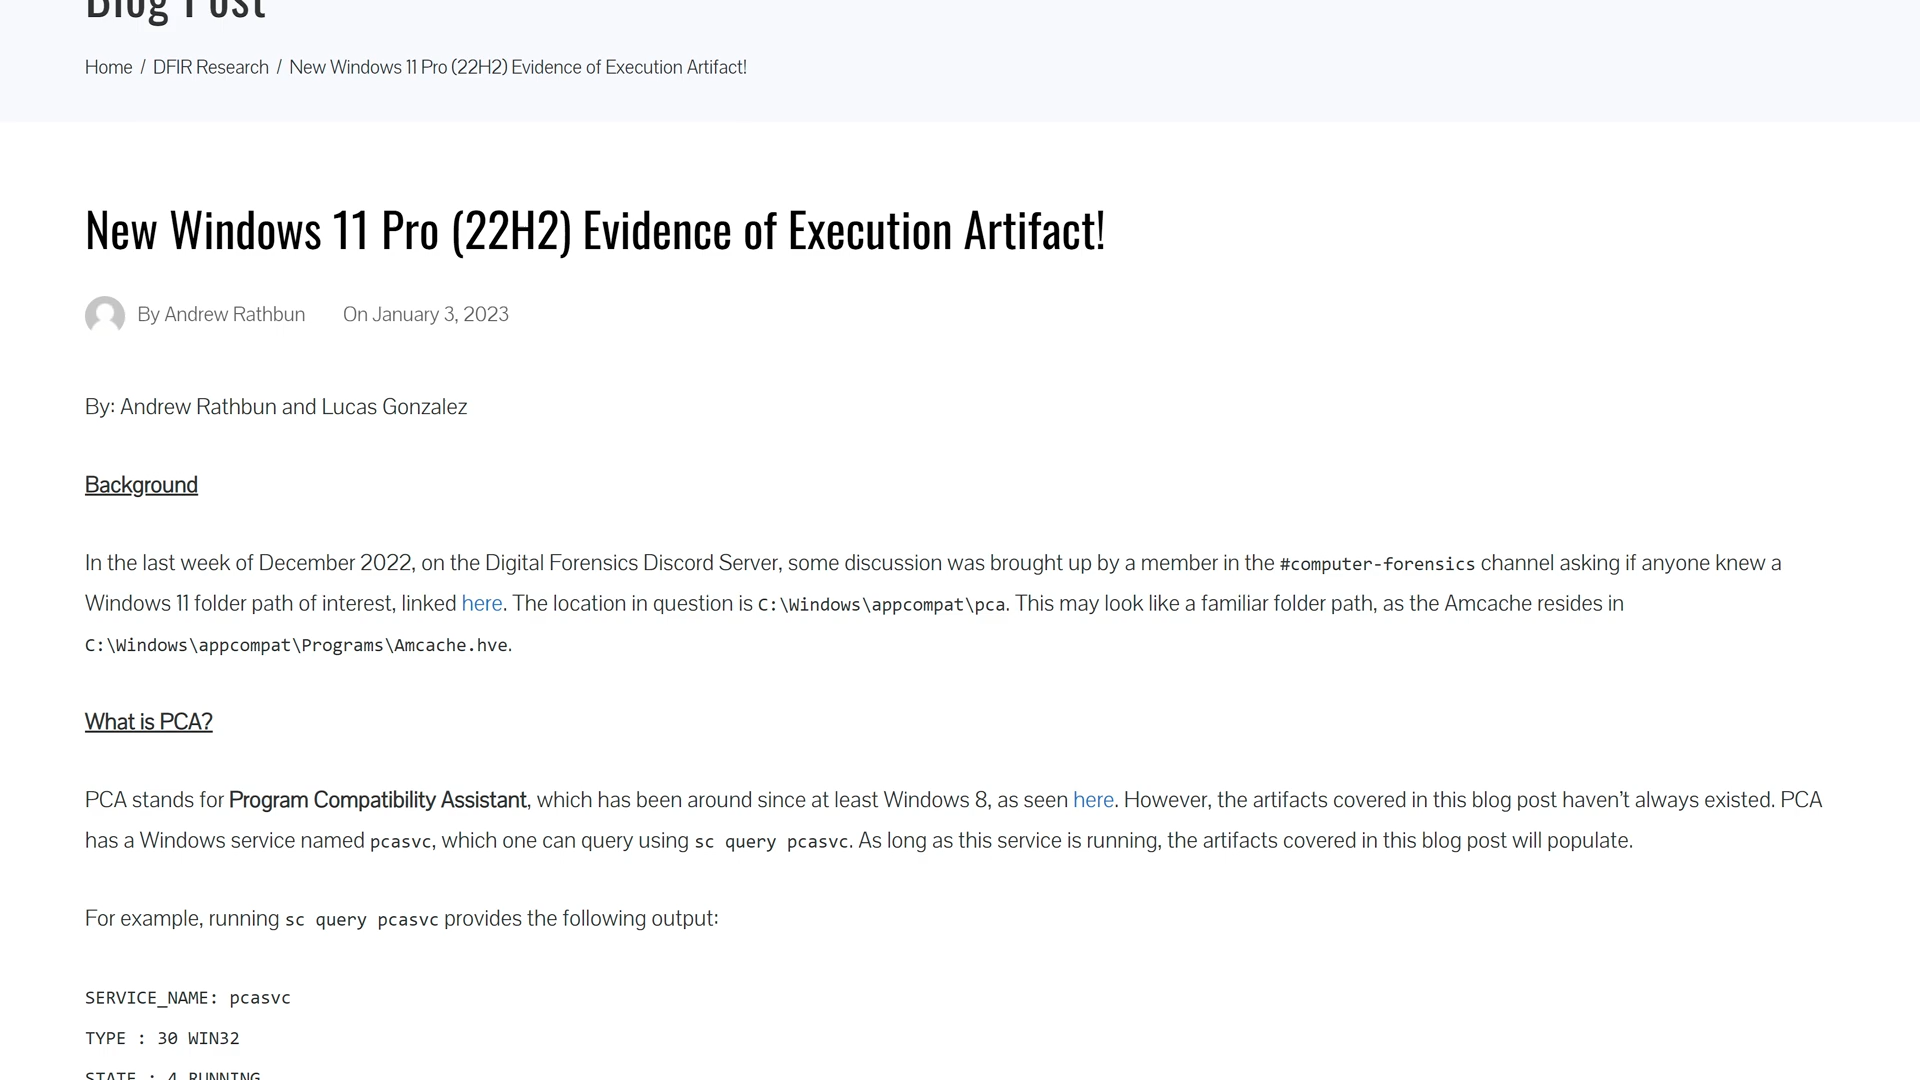 Blog Post
Home / DFIR Research / New Windows 11 Pro (22H2) Evidence of Execution Artifact!
New Windows 11 Pro (22H2) Evidence of Execution Artifact!
By Andrew Rathbun On January 3, 2023
By: Andrew Rathbun and Lucas Gonzalez
Background
In the last week of December 2022, on the Digital Forensics Discord Server, some discussion was brought up by a member in the #computer-forensics channel asking if anyone knew a
Windows 11 folder path of interest, linked here. The location in question is C:\Windows\appcompat\pca. This may look like a familiar folder path, as the Amcache resides in
C:\Windows\appcompat\Programs\Amcache.hve.
What is PCA?
PCA stands for Program Compatibility Assistant, which has been around since at least Windows 8, as seen here. However, the artifacts covered in this blog post haven’t always existed. PCA
has a Windows service named pcasvc, which one can query using sc query pcasvc. As long as this service is running, the artifacts covered in this blog post will populate.
For example, running sc query pcasvc provides the following output:
SERVICE_NAME: pcasvc
TYPE : 30 WIN32
STATE : 4 RUNNING